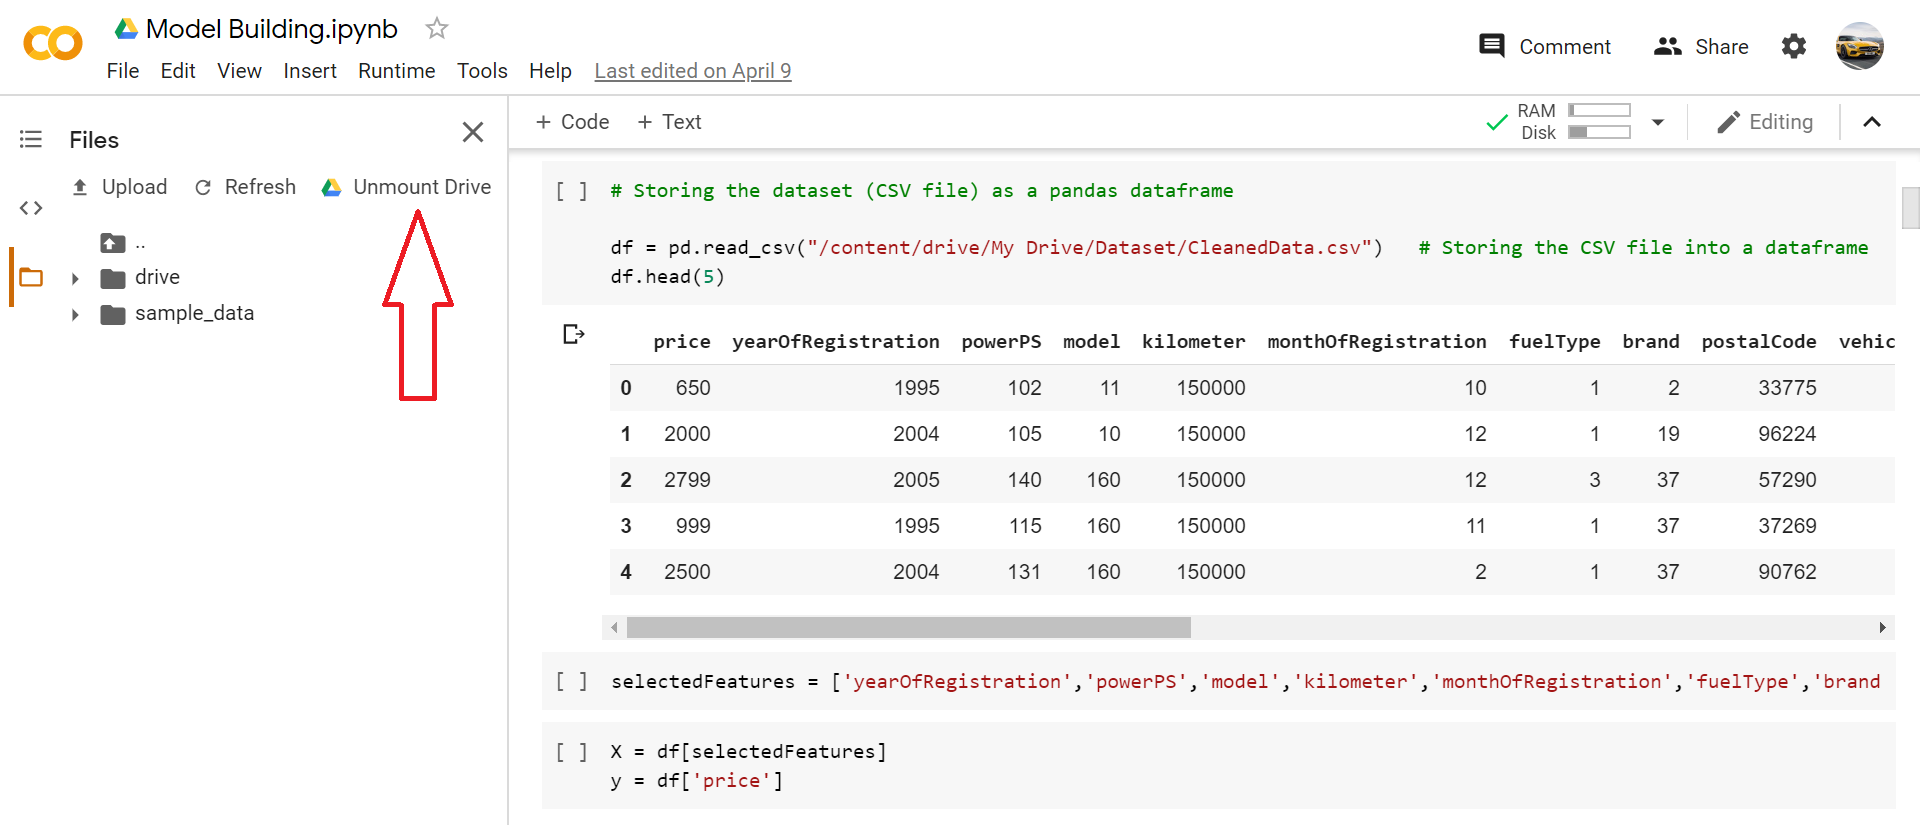 Model Building.ipynb
File Edit View Insert Runtime Tools Help Last edited on April 9
Comment Share
Files
Upload Refresh Unmount Drive
..
drive
sample_data
+ Code + Text
RAM
Disk
Editing
[ ] # Storing the dataset (CSV file) as a pandas dataframe
df = pd.read_csv("/content/drive/My Drive/Dataset/CleanedData.csv") # Storing the CSV file into a dataframe
df.head(5)
price yearOfRegistration powerPS model kilometer monthOfRegistration fuelType brand postalCode vehic
0 650 1995 102 11 150000 10 1 2 33775
1 2000 2004 105 10 150000 12 1 19 96224
2 2799 2005 140 160 150000 12 3 37 57290
3 999 1995 115 160 150000 11 1 37 37269
4 2500 2004 131 160 150000 2 1 37 90762
[ ] selectedFeatures = ['yearOfRegistration','powerPS','model','kilometer','monthOfRegistration','fuelType','brand
[ ] X = df[selectedFeatures]
y = df['price']